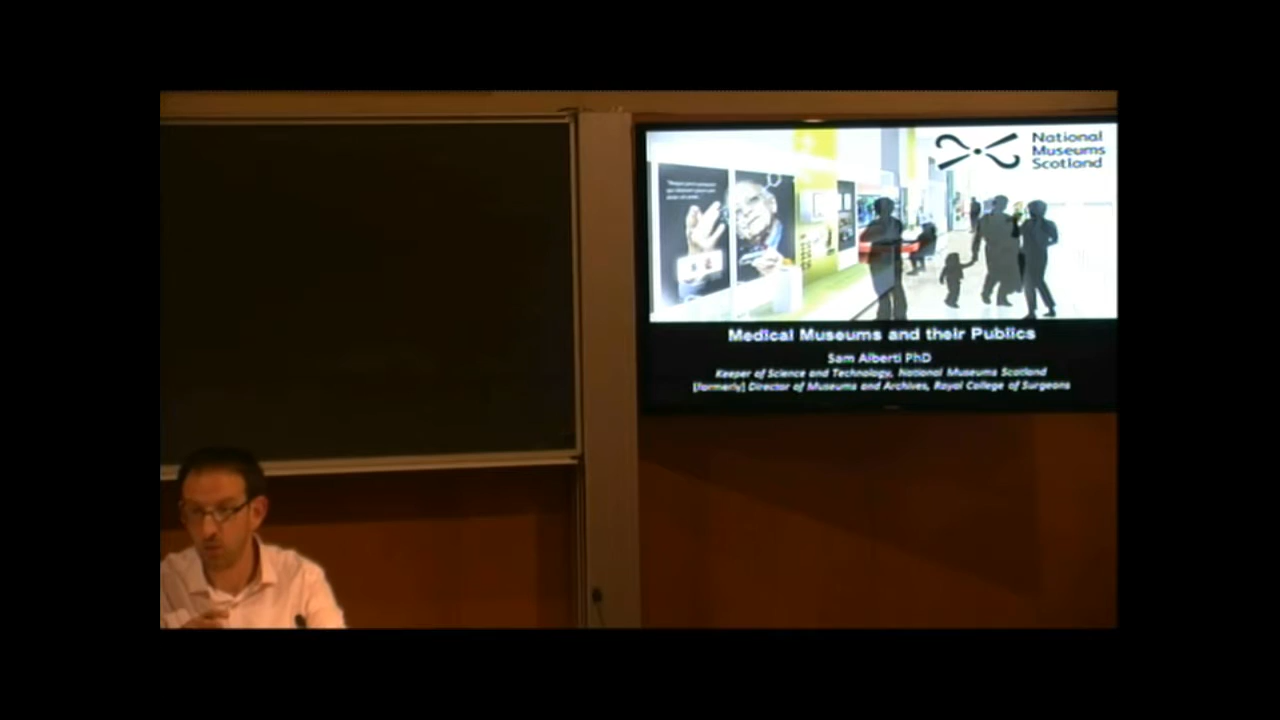 National
Museums
Scotland
Medical Museums and their Publics
Sam Alberti PhD
Keeper of Science and Technology, National Museums Scotland
[formerly] Director of Museums and Archives, Royal College of Surgeons